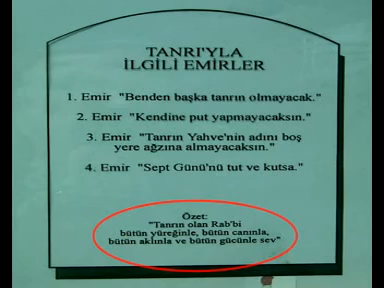 TANRI'YLA
İLGİLİ EMİRLER
1. Emir "Benden başka tanrın olmayacak."
2. Emir "Kendine put yapmayacaksın."
3. Emir "Tanrın Yahve'nin adını boş
yere ağzına almayacaksın."
4. Emir "Sept Günü'nü tut ve kutsa."
Özet:
"Tanrın olan Rab'bi
bütün yüreğinle, bütün canınla,
bütün aklınla ve bütün gücünle sev"